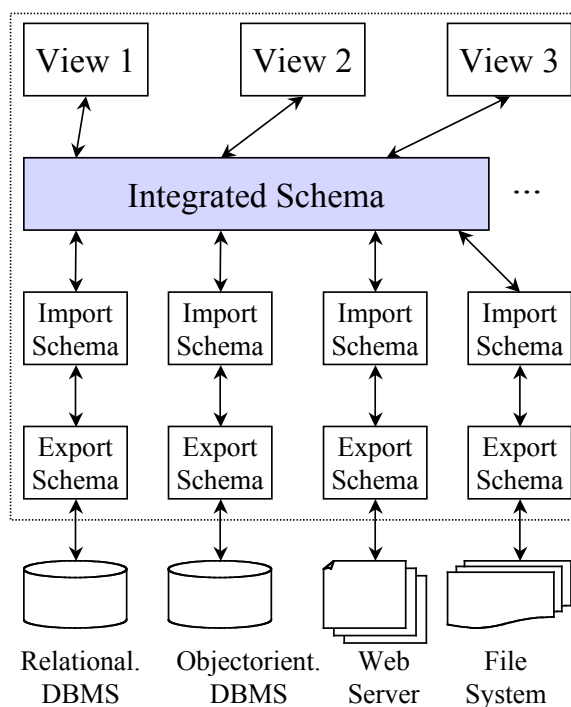 View 1
View 2
View 3
Integrated Schema
...
Import
Schema
Import
Schema
Import
Schema
Import
Schema
Export
Schema
Export
Schema
Export
Schema
Export
Schema
Relational.
DBMS
Objectorient.
DBMS
Web
Server
File
System